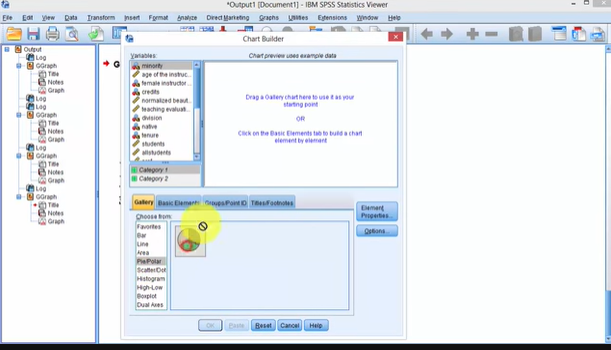 *Output1 [Document1] - IBM SPSS Statistics Viewer
File Edit View Data Transform Insert Format Analyze Direct Marketing Graphs Utilities Extensions Window Help
Output
Log
GGraph
Title
Notes
Graph
Log
Log
GGraph
Title
Notes
Graph
Log
GGraph
Title
Notes
Graph
Log
GGraph
Title
Notes
Graph
G
Chart Builder
Variables:
minority
age of the instruc...
female instructor ...
credits
normalized beaut...
teaching evaluati...
division
native
tenure
students
allstudents
Category 1
Category 2
Chart preview uses example data
Drag a Gallery chart here to use it as your
starting point
OR
Click on the Basic Elements tab to build a chart
element by element
Gallery Basic Elements Groups/Point ID Titles/Footnotes
Choose from:
Favorites
Bar
Line
Area
Pie/Polar
Scatter/Dot
Histogram
High-Low
Boxplot
Dual Axes
Element
Properties...
Options...
OK Paste Reset Cancel Help